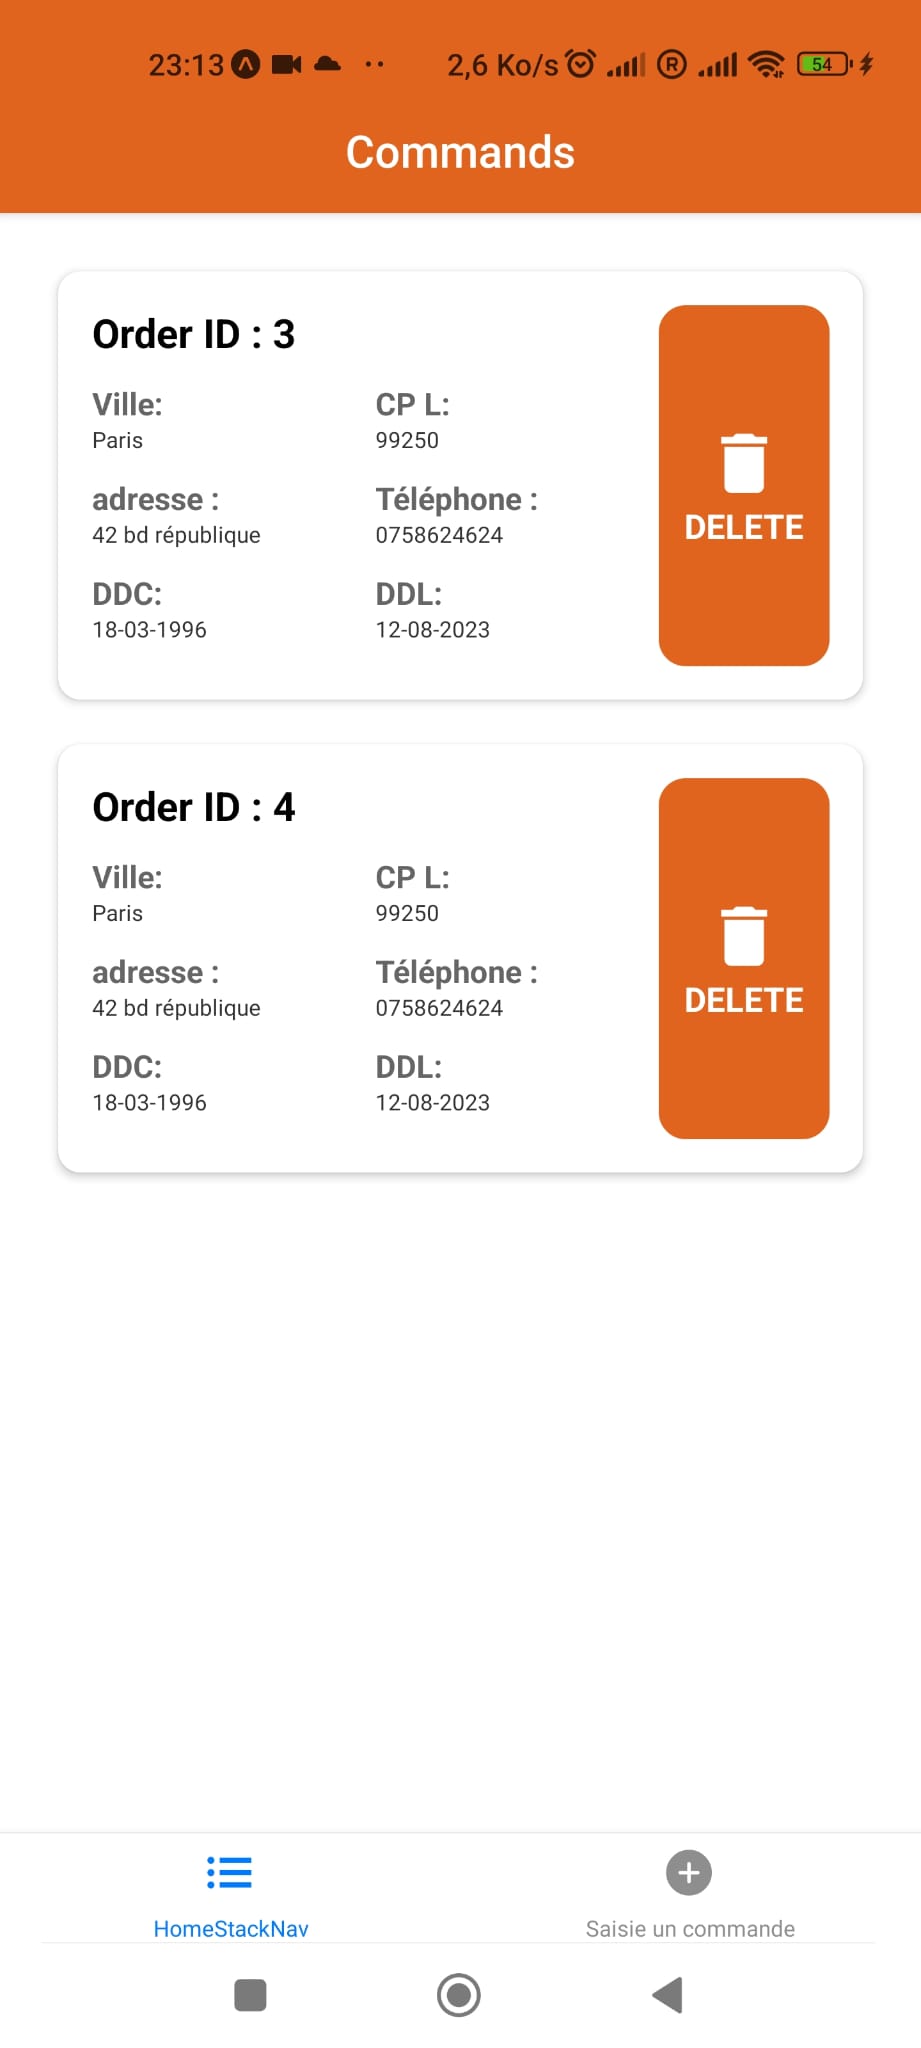 23:13 2,6 Ko/s R 54
Commands
Order ID : 3
Ville: CP L:
Paris 99250
adresse : Téléphone :
42 bd république 0758624624
DDC: DDL:
18-03-1996 12-08-2023
DELETE
Order ID : 4
Ville: CP L:
Paris 99250
adresse : Téléphone :
42 bd république 0758624624
DDC: DDL:
18-03-1996 12-08-2023
DELETE
HomeStackNav Saisie un commande